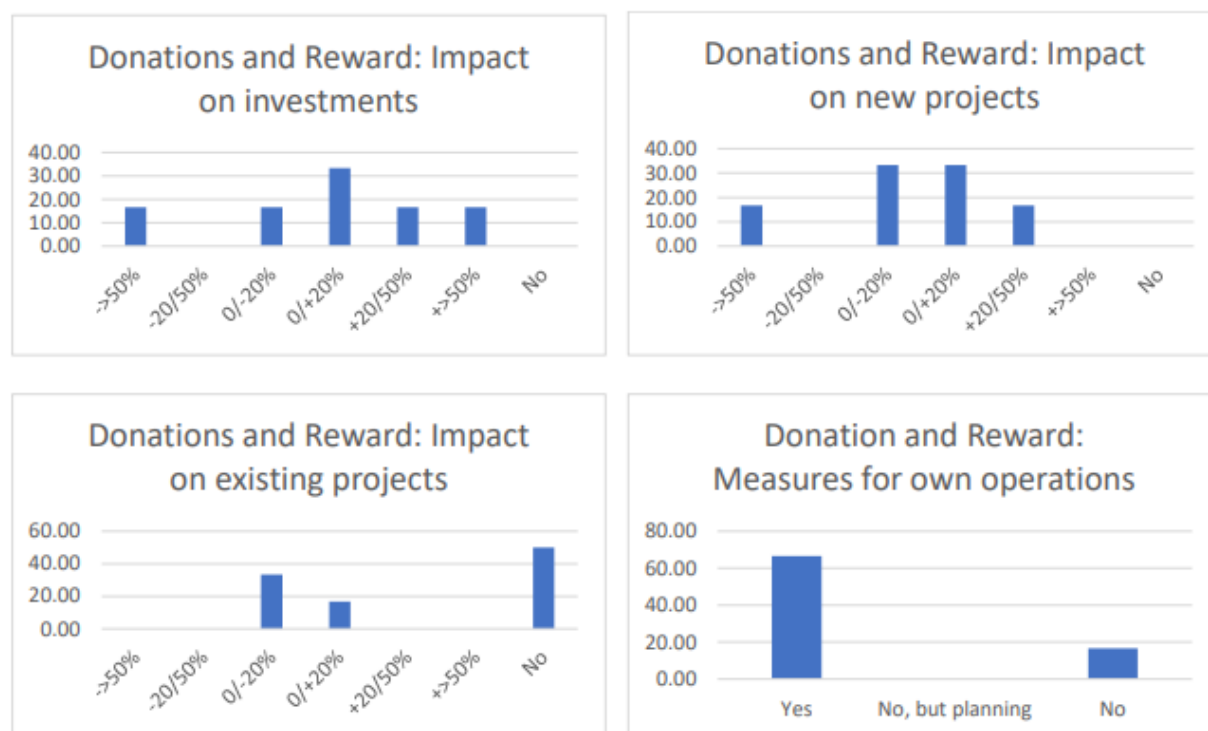 Donations and Reward: Impact
on investments
40.00
30.00
20.00
10.00
0.00
->50%
-20/50%
0/-20%
0/+20%
+20/50%
+>50%
No
Donations and Reward: Impact
on new projects
40.00
30.00
20.00
10.00
0.00
->50%
-20/50%
0/-20%
0/+20%
+20/50%
+>50%
No
Donations and Reward: Impact
on existing projects
60.00
40.00
20.00
0.00
->50%
-20/50%
0/-20%
0/+20%
+20/50%
+>50%
No
Donation and Reward:
Measures for own operations
80.00
60.00
40.00
20.00
0.00
Yes
No, but planning
No